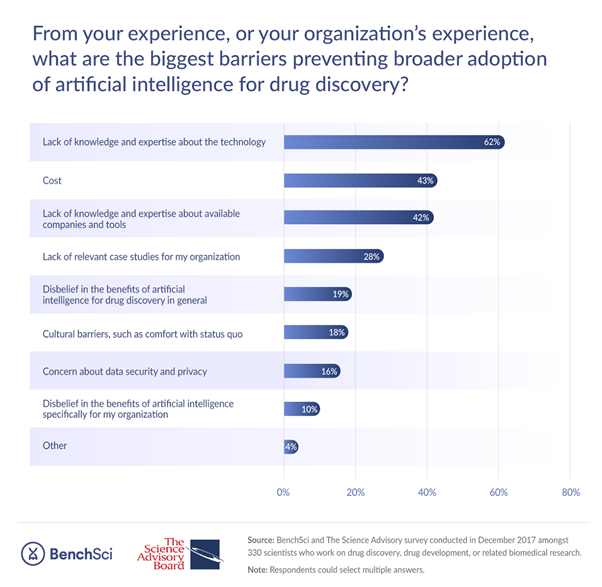 From your experience, or your organization's experience,
what are the biggest barriers preventing broader adoption
of artificial intelligence for drug discovery?
Lack of knowledge and expertise about the technology
62%
Cost
43%
Lack of knowledge and expertise about available
companies and tools
42%
Lack of relevant case studies for my organization
28%
Disbelief in the benefits of artificial
intelligence for drug discovery in general
19%
Cultural barriers, such as comfort with status quo
18%
Concern about data security and privacy
16%
Disbelief in the benefits of artificial intelligence
specifically for my organization
10%
Other
4%
0%
20%
40%
60%
80%
BenchSci
The
Science
Advisory
Board
Source: BenchSci and The Science Advisory survey conducted in December 2017 amongst
330 scientists who work on drug discovery, drug development, or related biomedical research.
Note: Respondents could select multiple answers.